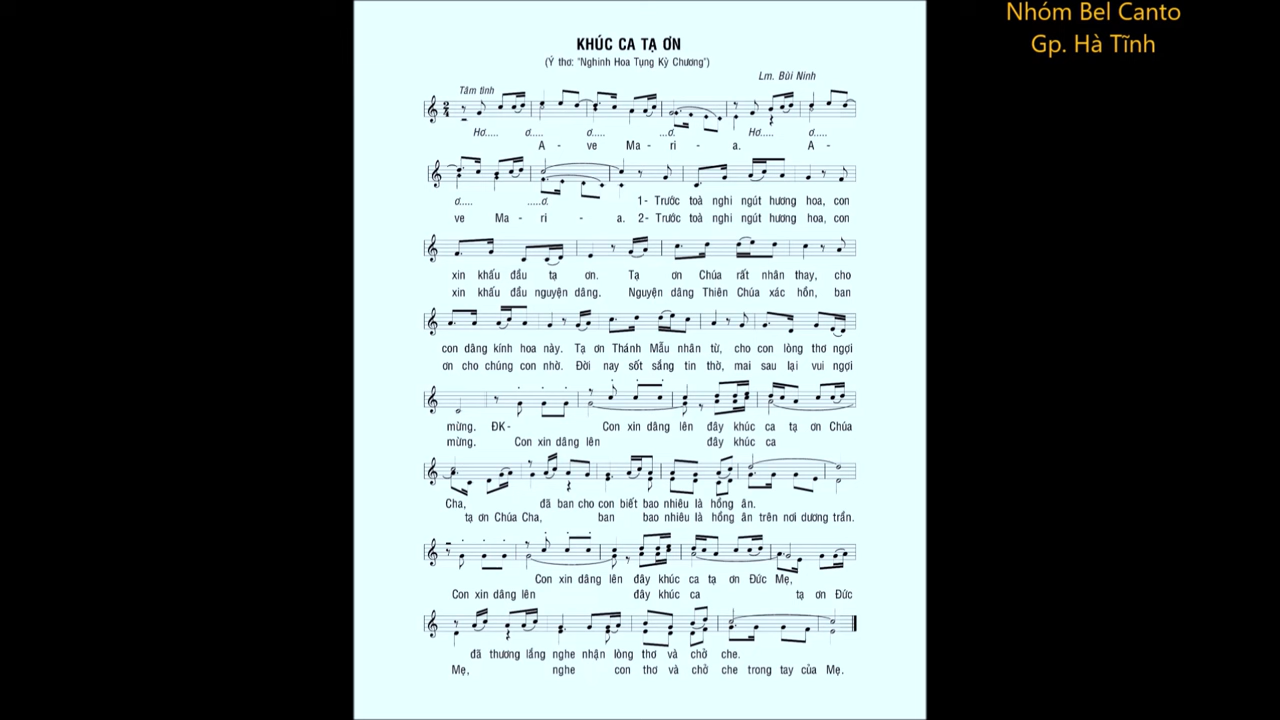 Nhóm Bel Canto
Gp. Hà Tĩnh
KHÚC CA TẠ ƠN
(Ý thơ: "Nghinh Hoa Tụng Kỳ Chương")
Lm. Bùi Ninh
Tâm tình
Hơ..... ơ..... ơ..... ...ơ. Hơ..... ơ.....
A - ve Ma - ri - a. A -
ơ..... .....ơ. 1- Trước toà nghi ngút hương hoa, con
ve Ma - ri - a. 2- Trước toà nghi ngút hương hoa, con
xin khấu đầu tạ ơn. Tạ ơn Chúa rất nhân thay, cho
xin khấu đầu nguyện dâng. Nguyện dâng Thiên Chúa xác hồn, ban
con dâng kính hoa này. Tạ ơn Thánh Mẫu nhân từ, cho con lòng thơ ngợi
ơn cho chúng con nhờ. Đời nay sốt sắng tin thờ, mai sau lại vui ngợi
mừng. ĐK- Con xin dâng lên đây khúc ca tạ ơn Chúa
mừng. Con xin dâng lên đây khúc ca
Cha, đã ban cho con biết bao nhiêu là hồng ân.
tạ ơn Chúa Cha, ban bao nhiêu là hồng ân trên nơi dương trần.
Con xin dâng lên đây khúc ca tạ ơn Đức Mẹ,
Con xin dâng lên đây khúc ca tạ ơn Đức
đã thương lắng nghe nhận lòng thơ và chở che.
Mẹ, nghe con thơ và chở che trong tay của Mẹ.